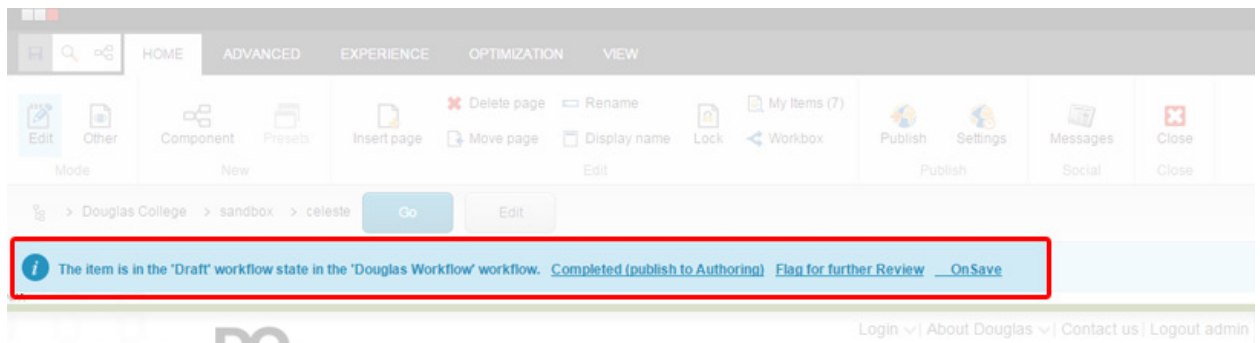 HOME ADVANCED EXPERIENCE OPTIMIZATION VIEW
Delete page Rename My Items (7)
Edit Other Component Presets Insert page Move page Display name Lock Workbox Publish Settings Messages Close
Mode New Edit Publish Social Close
> Douglas College > sandbox > celeste Go Edit
i The item is in the 'Draft' workflow state in the 'Douglas Workflow' workflow. Completed (publish to Authoring) Flag for further Review __OnSave
Login | About Douglas | Contact us | Logout admin
DO